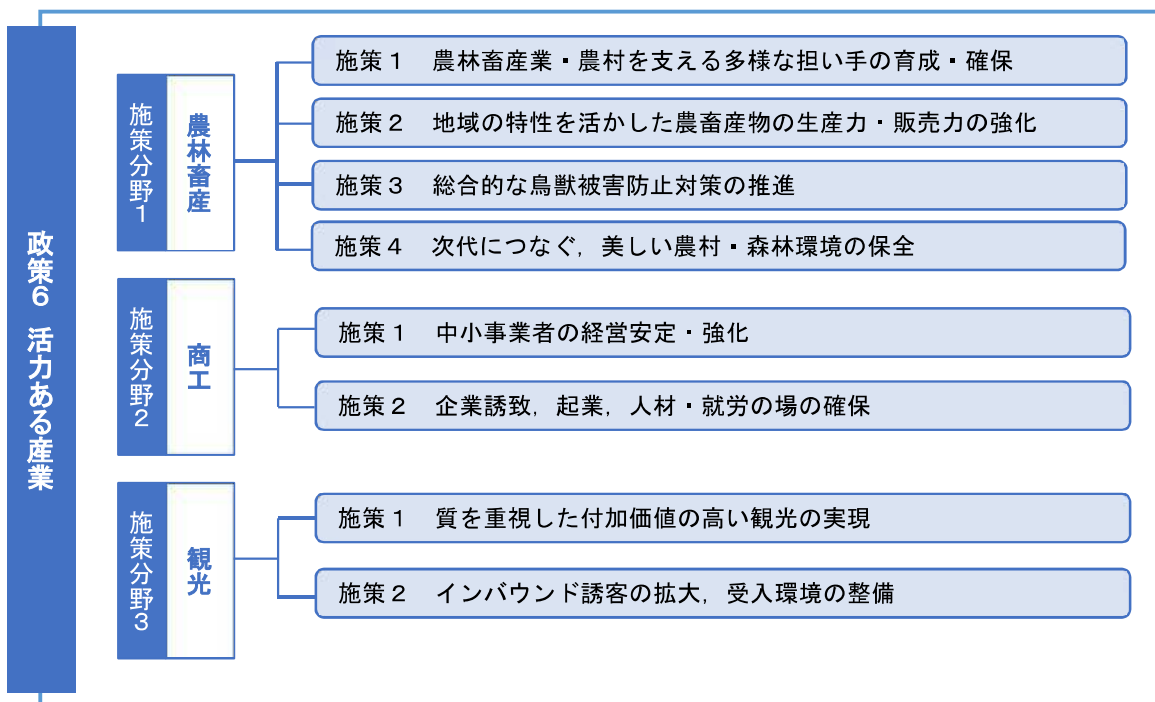 政策６ 活力ある産業
施策分野１
農林畜産
施策１　農林畜産業・農村を支える多様な担い手の育成・確保
施策２　地域の特性を活かした農畜産物の生産力・販売力の強化
施策３　総合的な鳥獣被害防止対策の推進
施策４　次代につなぐ，美しい農村・森林環境の保全
施策分野２
商工
施策１　中小事業者の経営安定・強化
施策２　企業誘致，起業，人材・就労の場の確保
施策分野３
観光
施策１　質を重視した付加価値の高い観光の実現
施策２　インバウンド誘客の拡大，受入環境の整備